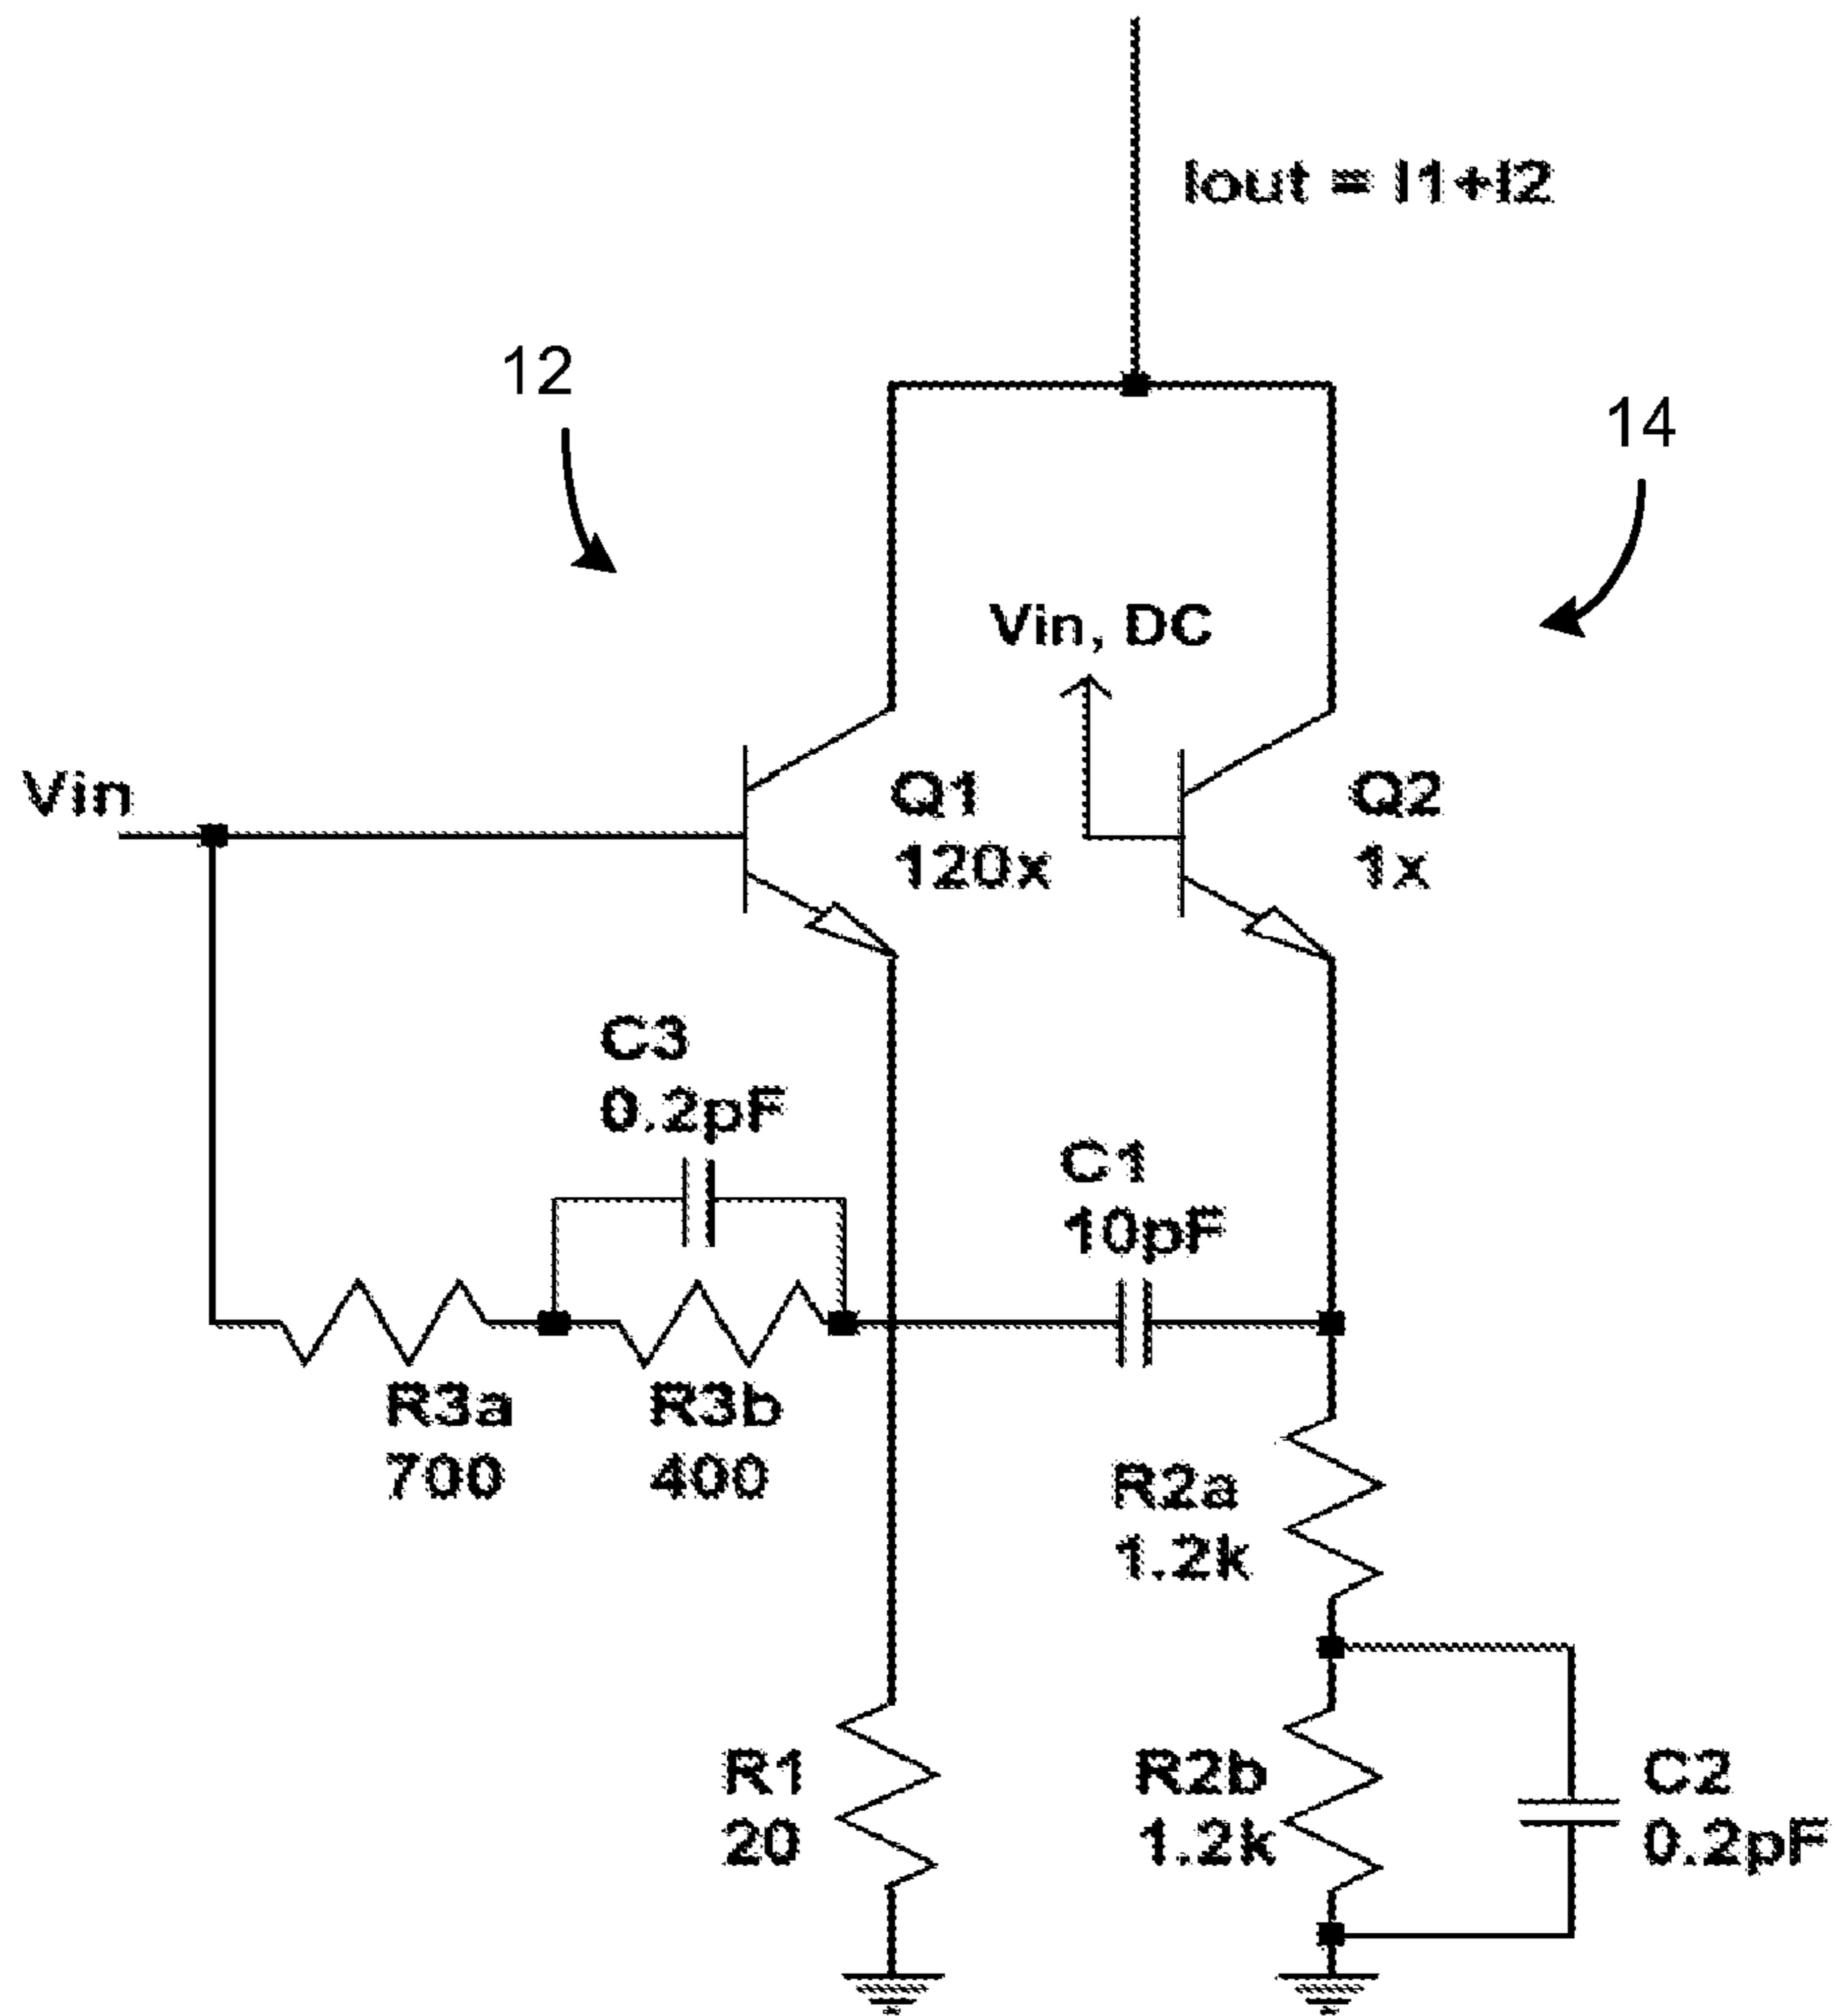 Iout = I1+I2
12
14
Vin, DC
Vin
Q1
120x
Q2
1x
C3
0.2pF
C1
10pF
R3a
700
R3b
400
R2a
1.2k
R1
20
R2b
1.2k
C2
0.2pF